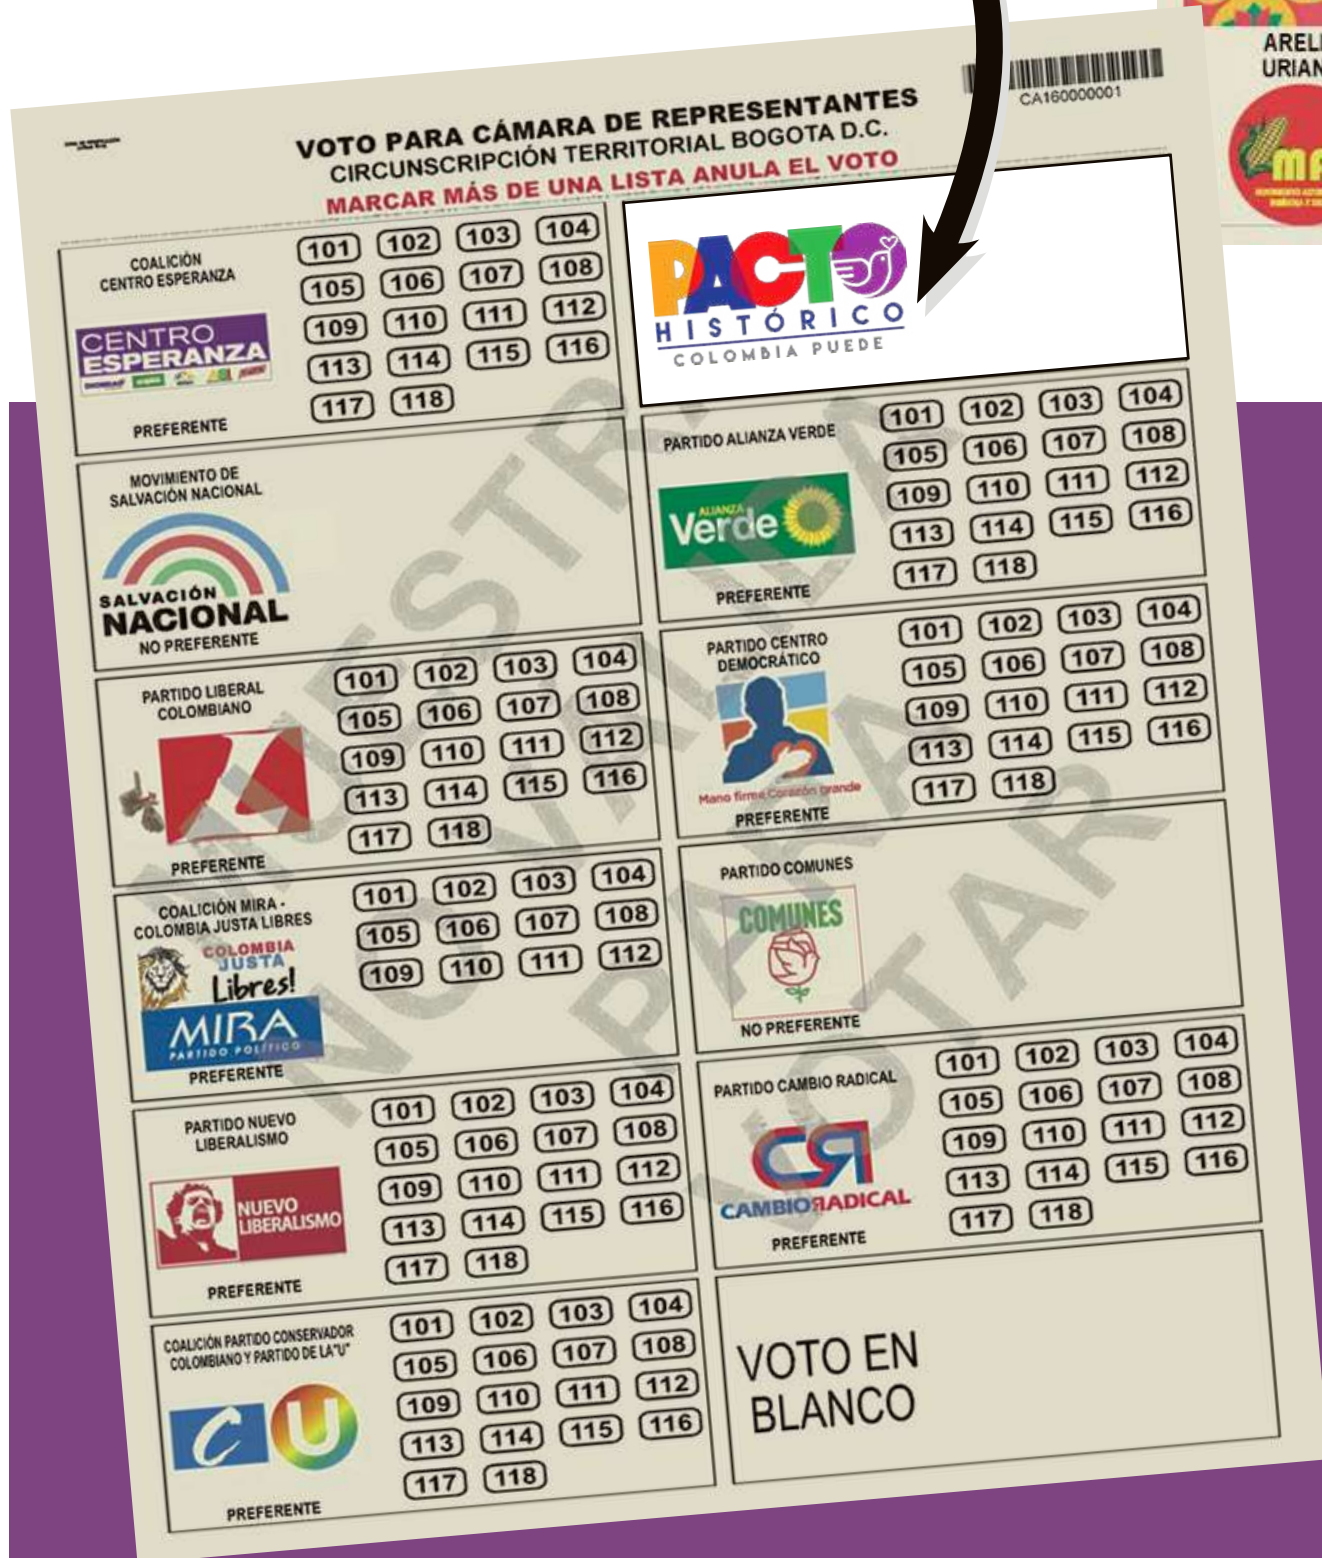 ARELI
URIAN
MA
CA160000001
VOTO PARA CÁMARA DE REPRESENTANTES
CIRCUNSCRIPCIÓN TERRITORIAL BOGOTA D.C.
MARCAR MÁS DE UNA LISTA ANULA EL VOTO
COALICIÓN
CENTRO ESPERANZA
CENTRO
ESPERANZA
PREFERENTE
101 102 103 104
105 106 107 108
109 110 111 112
113 114 115 116
117 118
PACTO
HISTÓRICO
COLOMBIA PUEDE
MOVIMIENTO DE
SALVACIÓN NACIONAL
SALVACIÓN
NACIONAL
NO PREFERENTE
PARTIDO ALIANZA VERDE
ALIANZA
Verde
PREFERENTE
101 102 103 104
105 106 107 108
109 110 111 112
113 114 115 116
117 118
PARTIDO LIBERAL
COLOMBIANO
PREFERENTE
101 102 103 104
105 106 107 108
109 110 111 112
113 114 115 116
117 118
PARTIDO CENTRO
DEMOCRÁTICO
Mano firme Corazón grande
PREFERENTE
101 102 103 104
105 106 107 108
109 110 111 112
113 114 115 116
117 118
COALICIÓN MIRA -
COLOMBIA JUSTA LIBRES
COLOMBIA
JUSTA
Libres!
MIRA
PARTIDO POLÍTICO
PREFERENTE
101 102 103 104
105 106 107 108
109 110 111 112
PARTIDO COMUNES
COMUNES
NO PREFERENTE
PARTIDO NUEVO
LIBERALISMO
NUEVO
LIBERALISMO
PREFERENTE
101 102 103 104
105 106 107 108
109 110 111 112
113 114 115 116
117 118
PARTIDO CAMBIO RADICAL
CR
CAMBIO RADICAL
PREFERENTE
101 102 103 104
105 106 107 108
109 110 111 112
113 114 115 116
117 118
COALICIÓN PARTIDO CONSERVADOR
COLOMBIANO Y PARTIDO DE LA"U"
C U
PREFERENTE
101 102 103 104
105 106 107 108
109 110 111 112
113 114 115 116
117 118
VOTO EN
BLANCO
MUESTR
NO VALIDA
PARA
VOTAR